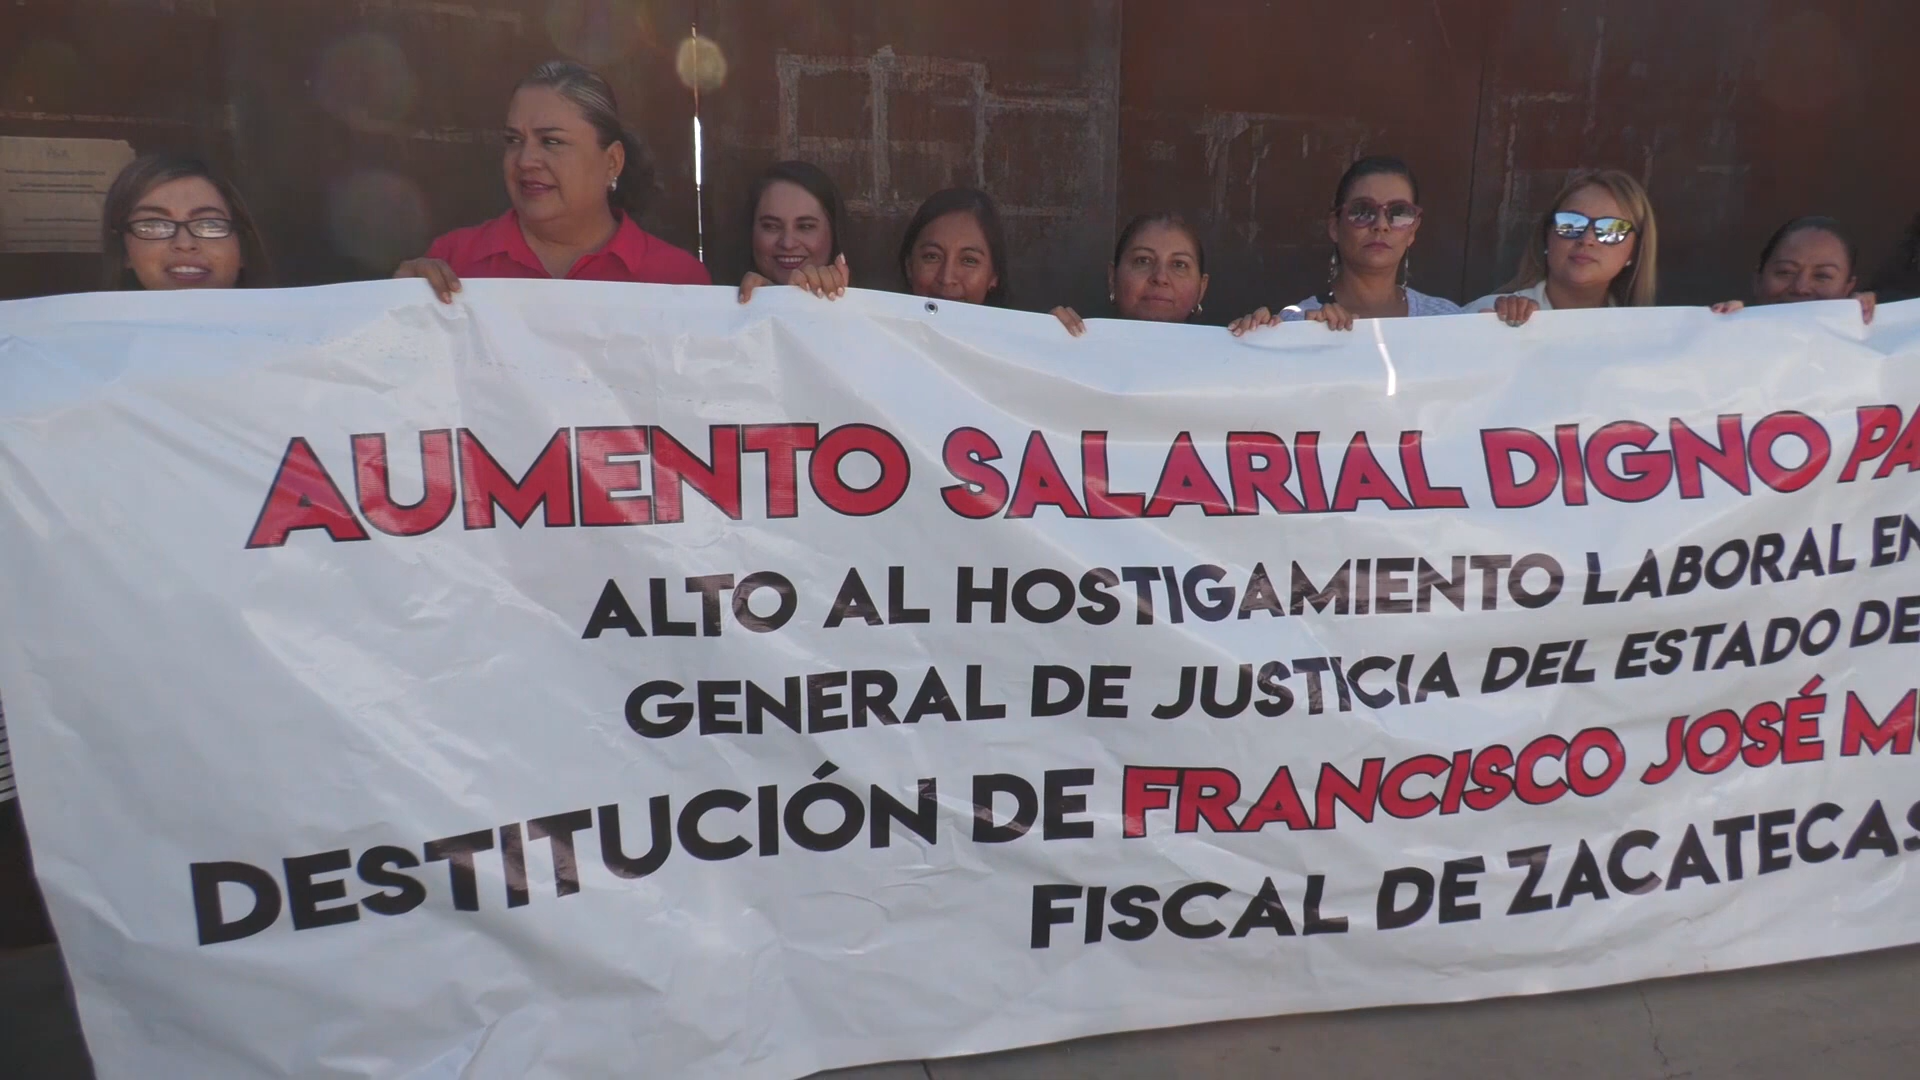 AUMENTO SALARIAL DIGNO PA
ALTO AL HOSTIGAMIENTO LABORAL EN
GENERAL DE JUSTICIA DEL ESTADO DE
DESTITUCIÓN DE FRANCISCO JOSÉ M
FISCAL DE ZACATECAS